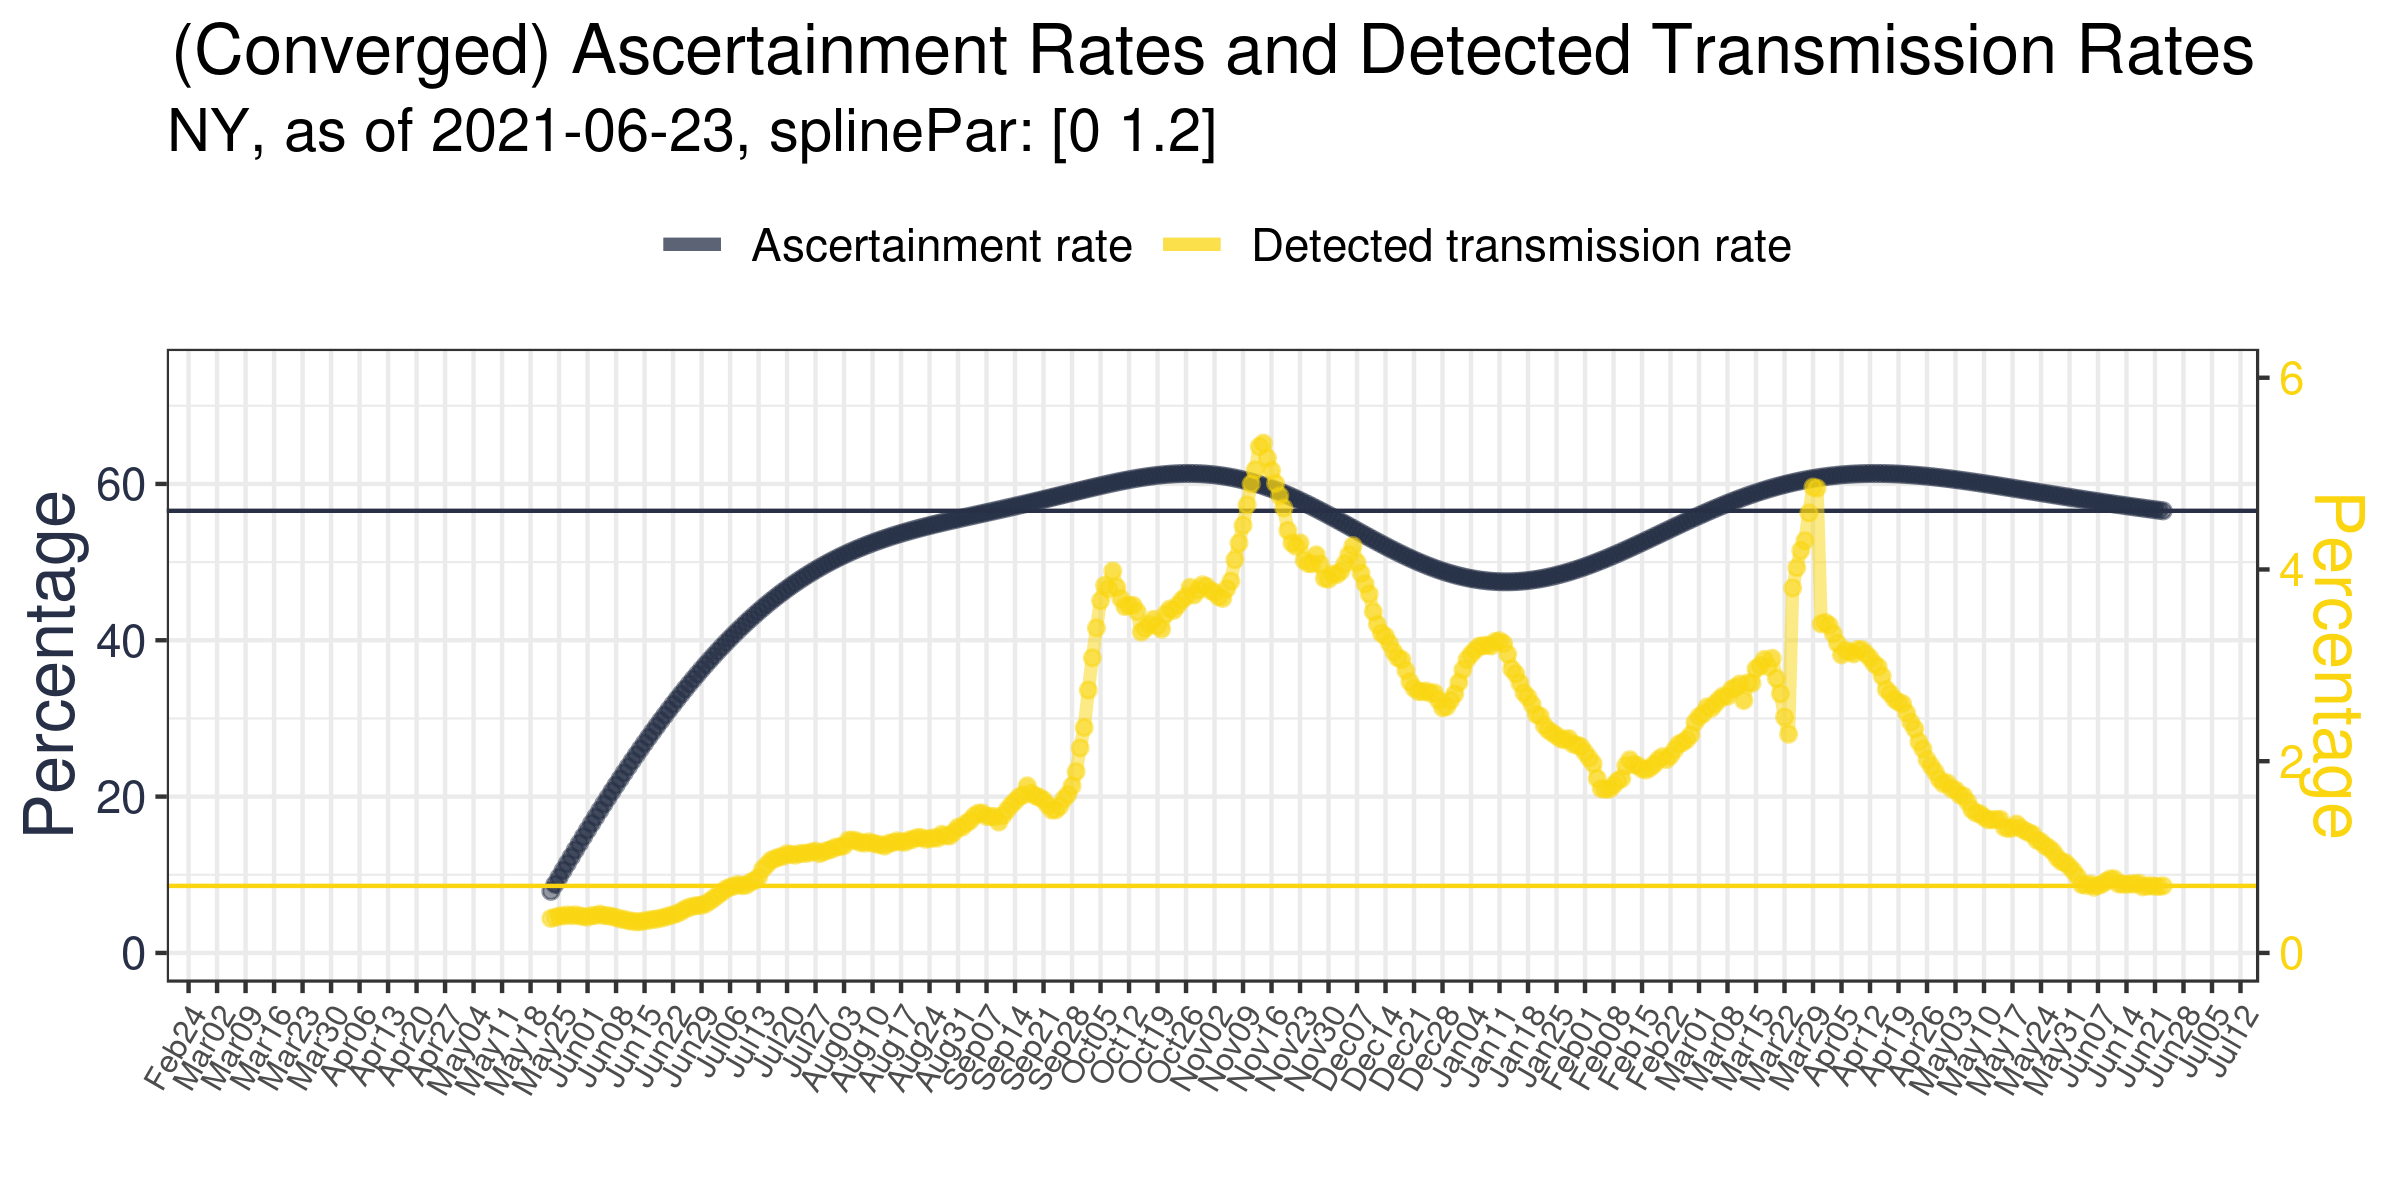 (Converged) Ascertainment Rates and Detected Transmission Rates
NY, as of 2021-06-23, splinePar: [0 1.2]
Ascertainment rate
Detected transmission rate
Percentage
60
40
20
0
6
4
2
0
Percentage
Feb24
Mar02
Mar09
Mar16
Mar23
Mar30
Apr06
Apr13
Apr20
Apr27
May04
May11
May18
May25
Jun01
Jun08
Jun15
Jun22
Jun29
Jul06
Jul13
Jul20
Jul27
Aug03
Aug10
Aug17
Aug24
Aug31
Sep07
Sep14
Sep21
Sep28
Oct05
Oct12
Oct19
Oct26
Nov02
Nov09
Nov16
Nov23
Nov30
Dec07
Dec14
Dec21
Dec28
Jan04
Jan11
Jan18
Jan25
Feb01
Feb08
Feb15
Feb22
Mar01
Mar08
Mar15
Mar22
Mar29
Apr05
Apr12
Apr19
Apr26
May03
May10
May17
May24
May31
Jun07
Jun14
Jun21
Jun28
Jul05
Jul12